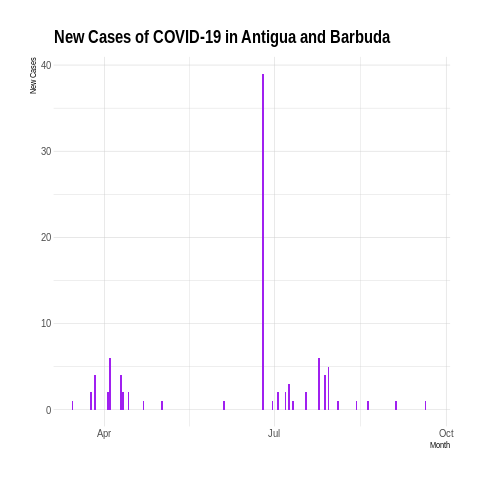 New Cases of COVID-19 in Antigua and Barbuda
New Cases
40
30
20
10
0
Apr
Jul
Oct
Month